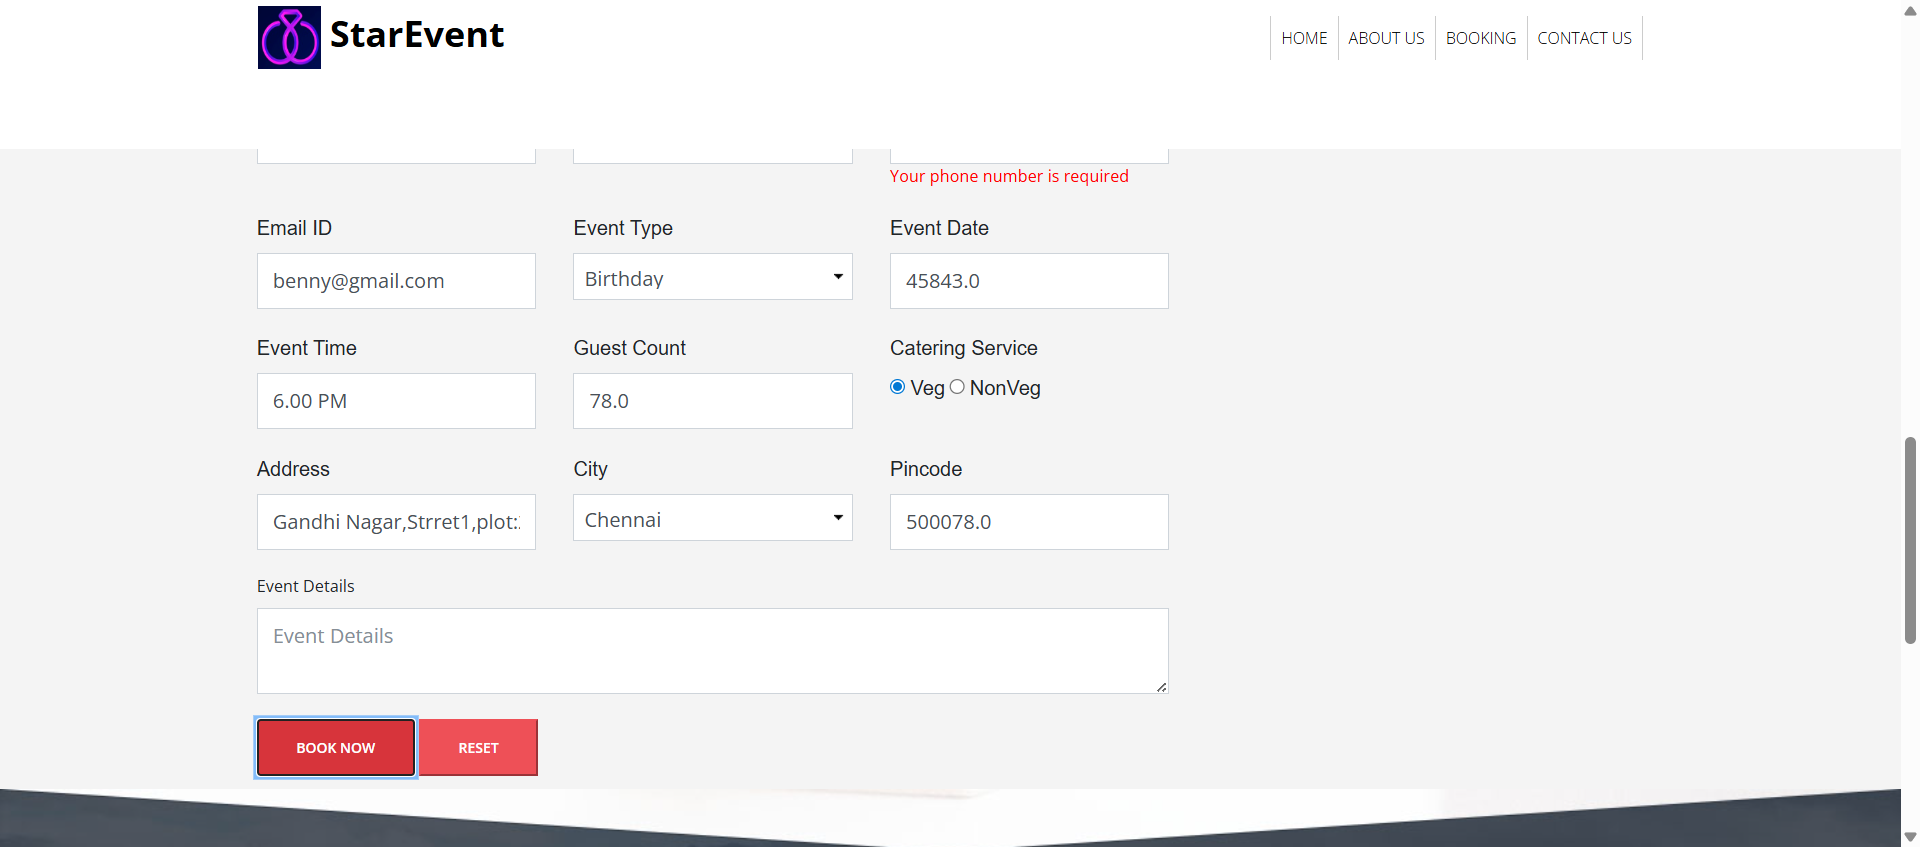 StarEvent
HOME ABOUT US BOOKING CONTACT US
Your phone number is required
Email ID Event Type Event Date
benny@gmail.com Birthday 45843.0
Event Time Guest Count Catering Service
6.00 PM 78.0 Veg NonVeg
Address City Pincode
Gandhi Nagar,Strret1,plot: Chennai 500078.0
Event Details
Event Details
BOOK NOW RESET